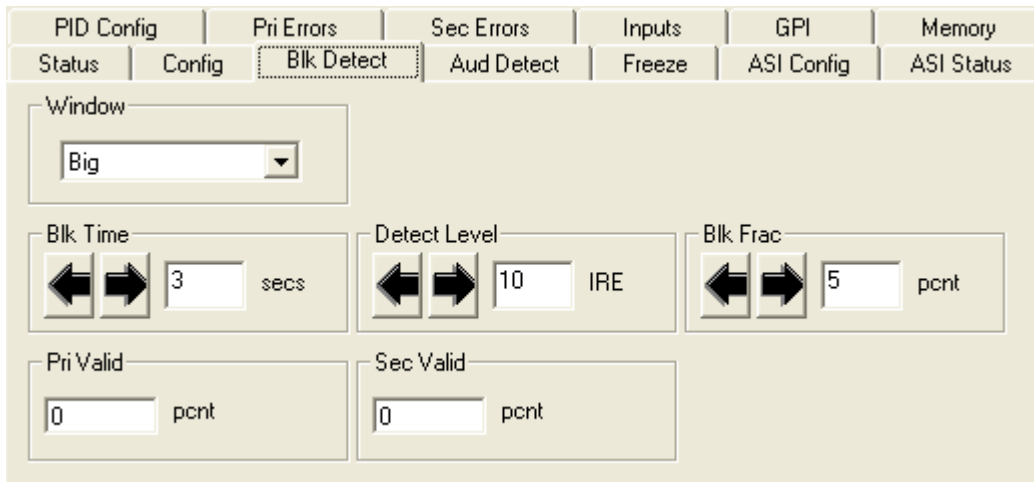 PID Config Pri Errors Sec Errors Inputs GPI Memory
Status Config Blk Detect Aud Detect Freeze ASI Config ASI Status
Window
Big
Blk Time Detect Level Blk Frac
3 secs 10 IRE 5 pcnt
Pri Valid Sec Valid
0 pcnt 0 pcnt